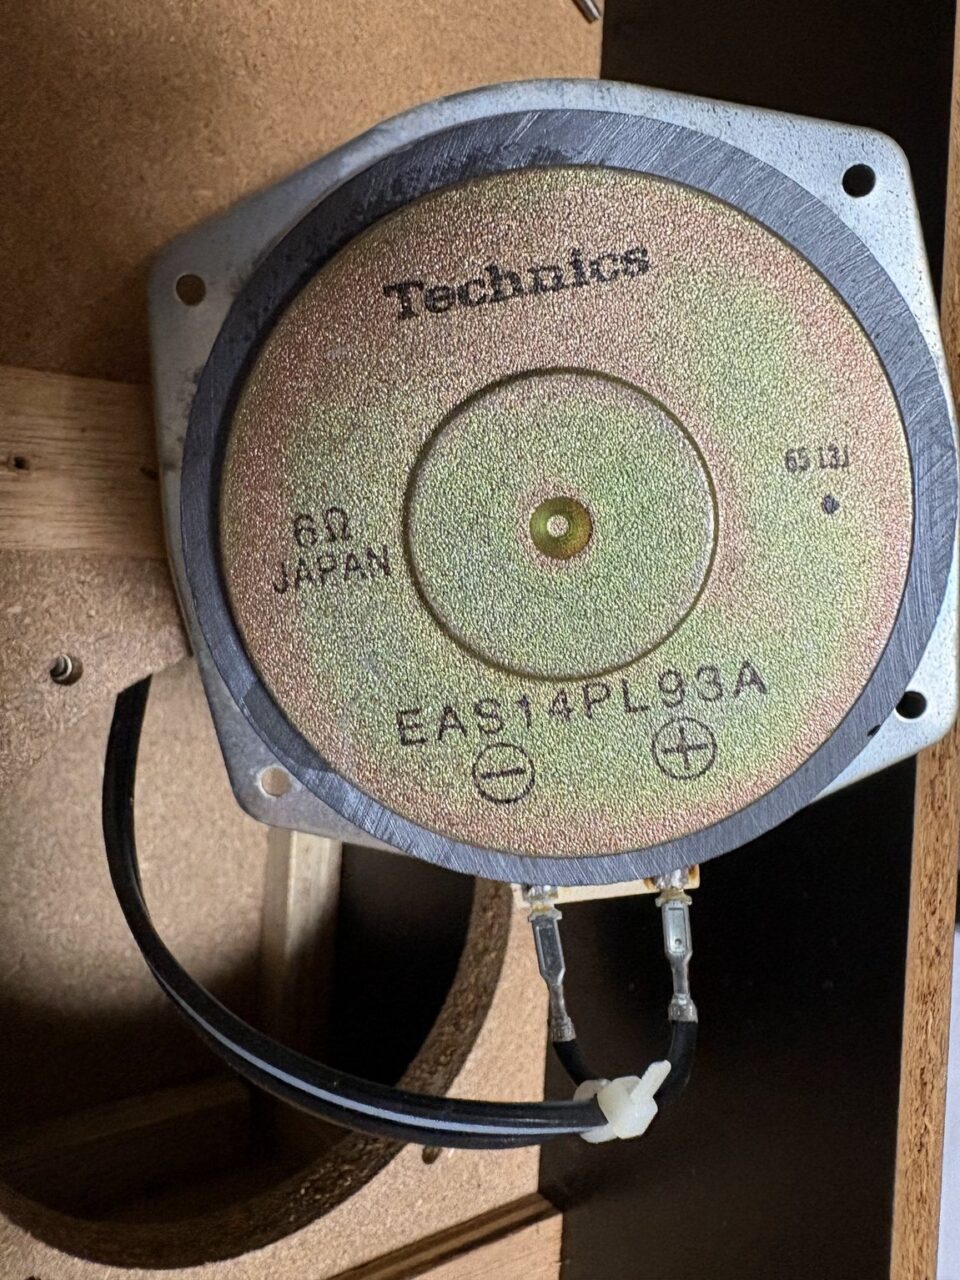 Technics
6Ω
JAPAN
EAS14PL93A
⊖ ⊕